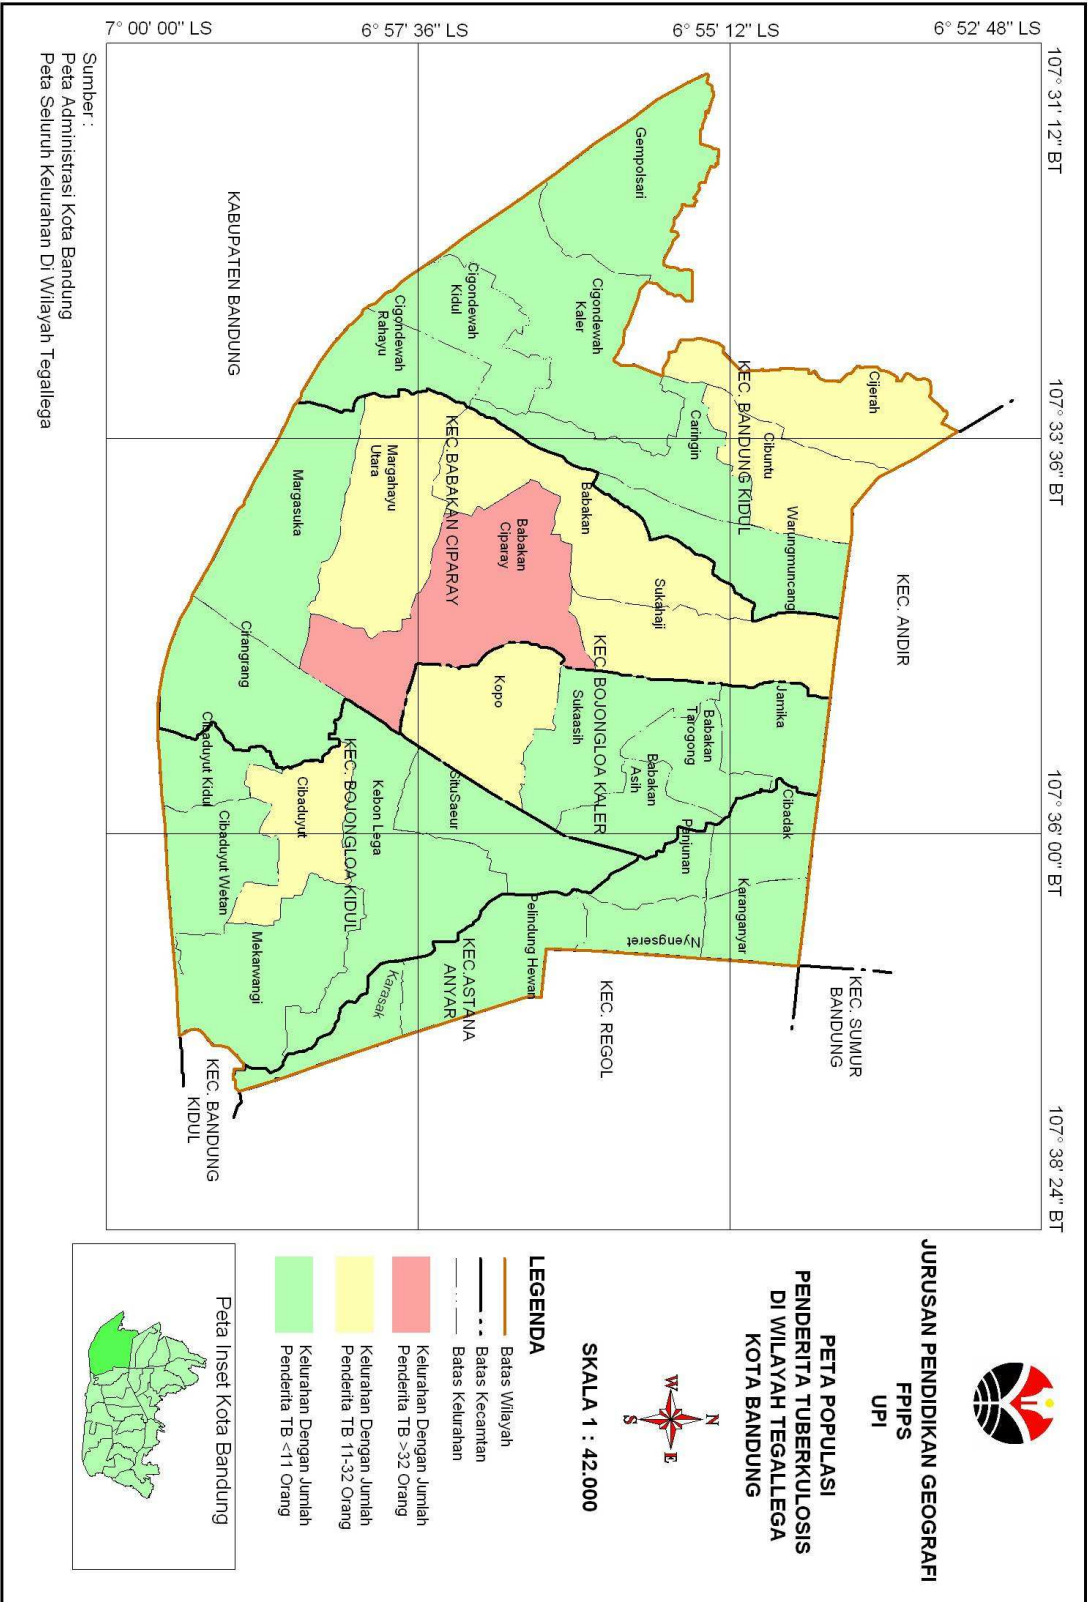 JURUSAN PENDIDIKAN GEOGRAFI
FPIPS
UPI
PETA POPULASI
PENDERITA TUBERKULOSIS
DI WILAYAH TEGALLEGA
KOTA BANDUNG
N
W
E
S
SKALA 1 : 42.000
LEGENDA
Batas Wilayah
Batas Kecamtan
Batas Kelurahan
Kelurahan Dengan Jumlah
Penderita TB >32 Orang
Kelurahan Dengan Jumlah
Penderita TB 11-32 Orang
Kelurahan Dengan Jumlah
Penderita TB <11 Orang
Peta Inset Kota Bandung
107° 31' 12" BT
107° 33' 36" BT
107° 36' 00" BT
107° 38' 24" BT
6° 52' 48" LS
6° 55' 12" LS
6° 57' 36" LS
7° 00' 00" LS
KEC. ANDIR
KEC. SUMUR
BANDUNG
Cijerah
Cibuntu
Warungmuncang
KEC. BANDUNG KIDUL
Caringin
Gempolsari
Cigondewah
Kaler
Cigondewah
Kidul
Cigondewah
Rahayu
Jamika
Cibadak
Karanganyar
Babakan
Tarogong
Babakan
Asih
Panjunan
Nyengseret
Sukahaji
Babakan
KEC. BOJONGLOA KALER
Sukaasih
KEC. REGOL
Babakan
Ciparay
Kopo
Pelindung Hewan
KEC.BABAKAN CIPARAY
SituSaeur
KEC.ASTANA
ANYAR
Margahayu
Utara
Kebon Lega
KEC. BOJONGLOA KIDUL
Karasak
Margasuka
Cibaduyut
Cirangrang
Mekarwangi
Cibaduyut Kidul
Cibaduyut Wetan
KEC. BANDUNG
KIDUL
KABUPATEN BANDUNG
Sumber :
Peta Administrasi Kota Bandung
Peta Seluruh Kelurahan Di Wilayah Tegallega